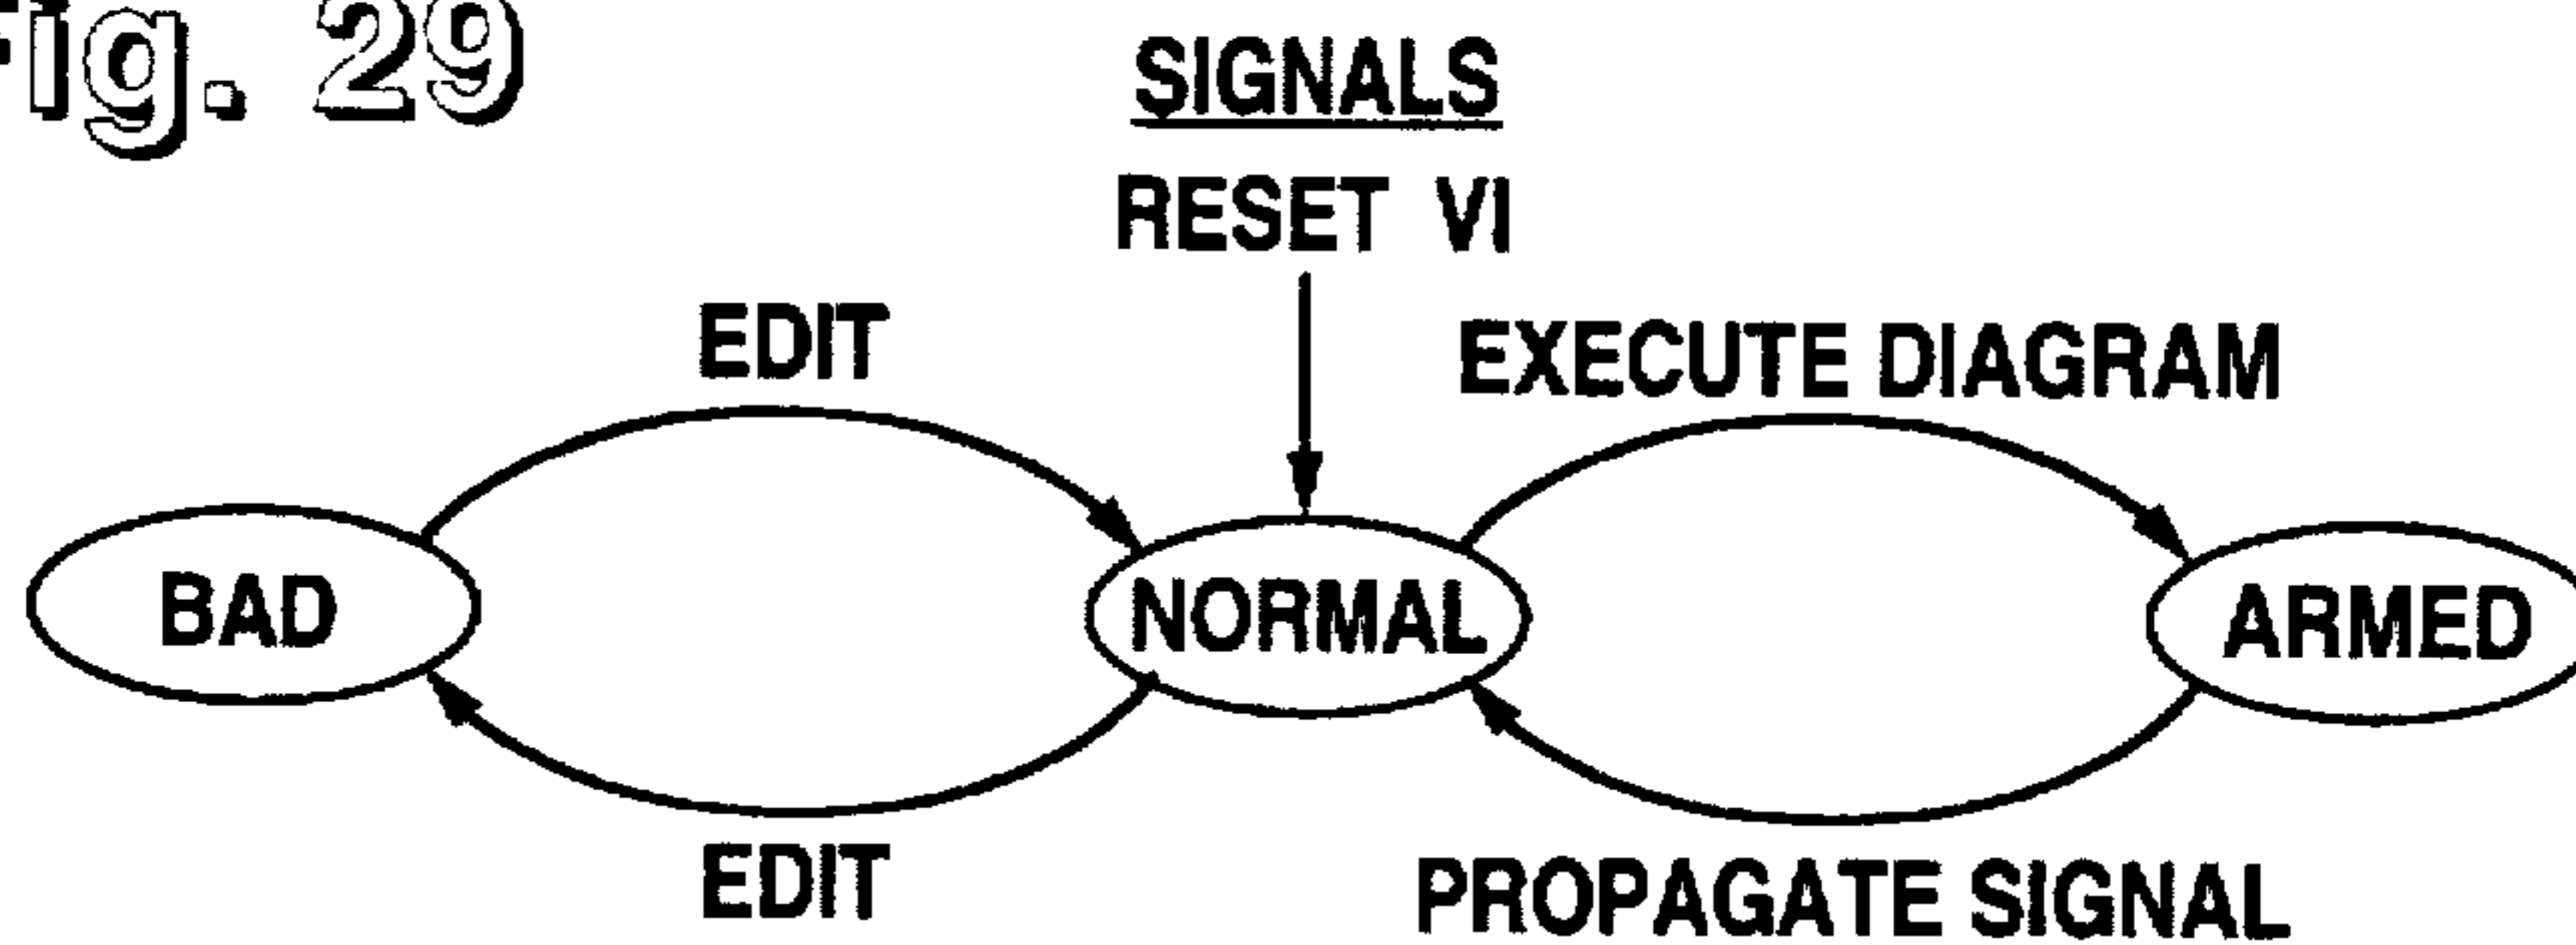 Fig. 29
SIGNALS
RESET VI
EDIT
EXECUTE DIAGRAM
BAD
NORMAL
ARMED
EDIT
PROPAGATE SIGNAL